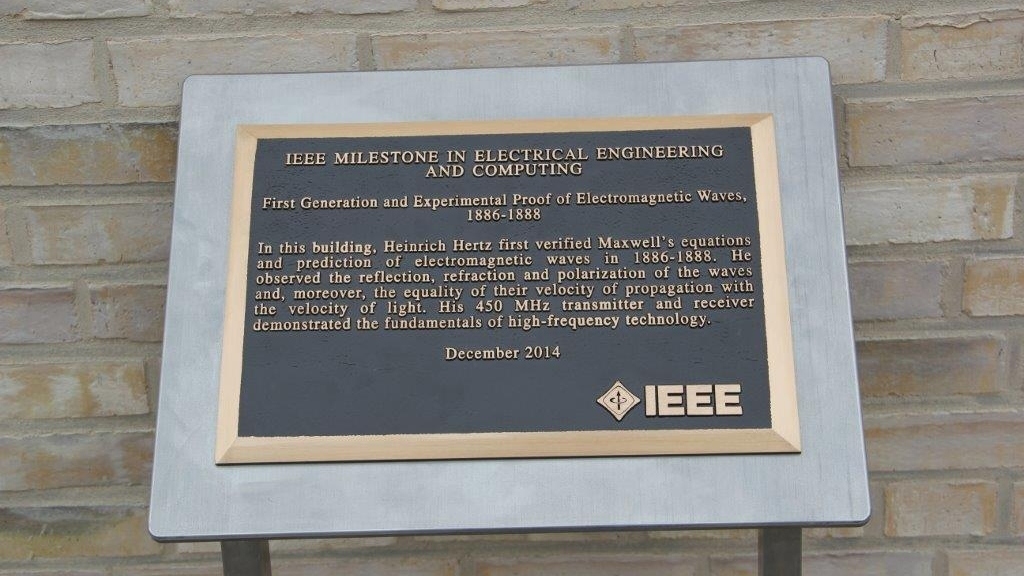 IEEE MILESTONE IN ELECTRICAL ENGINEERING
AND COMPUTING
First Generation and Experimental Proof of Electromagnetic Waves,
1886-1888
In this building, Heinrich Hertz first verified Maxwell's equations
and prediction of electromagnetic waves in 1886-1888. He
observed the reflection, refraction and polarization of the waves
and, moreover, the equality of their velocity of propagation with
the velocity of light. His 450 MHz transmitter and receiver
demonstrated the fundamentals of high-frequency technology.
December 2014
IEEE